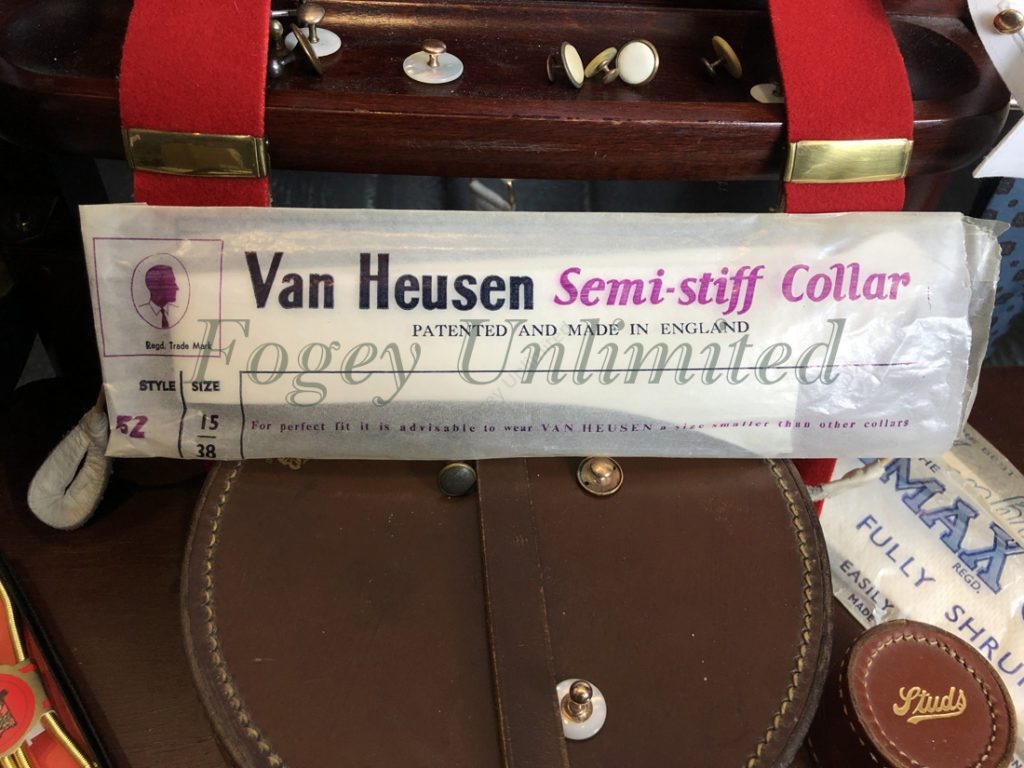 Van Heusen Semi-stiff Collar
PATENTED AND MADE IN ENGLAND
Regd. Trade Mark
Fogey Unlimited
STYLE SIZE
52 15
38
For perfect fit it is advisable to wear VAN HEUSEN a size smaller than other collars
THE
MAX
REGD.
FULLY SHRU
EASILY
MADE
Studs